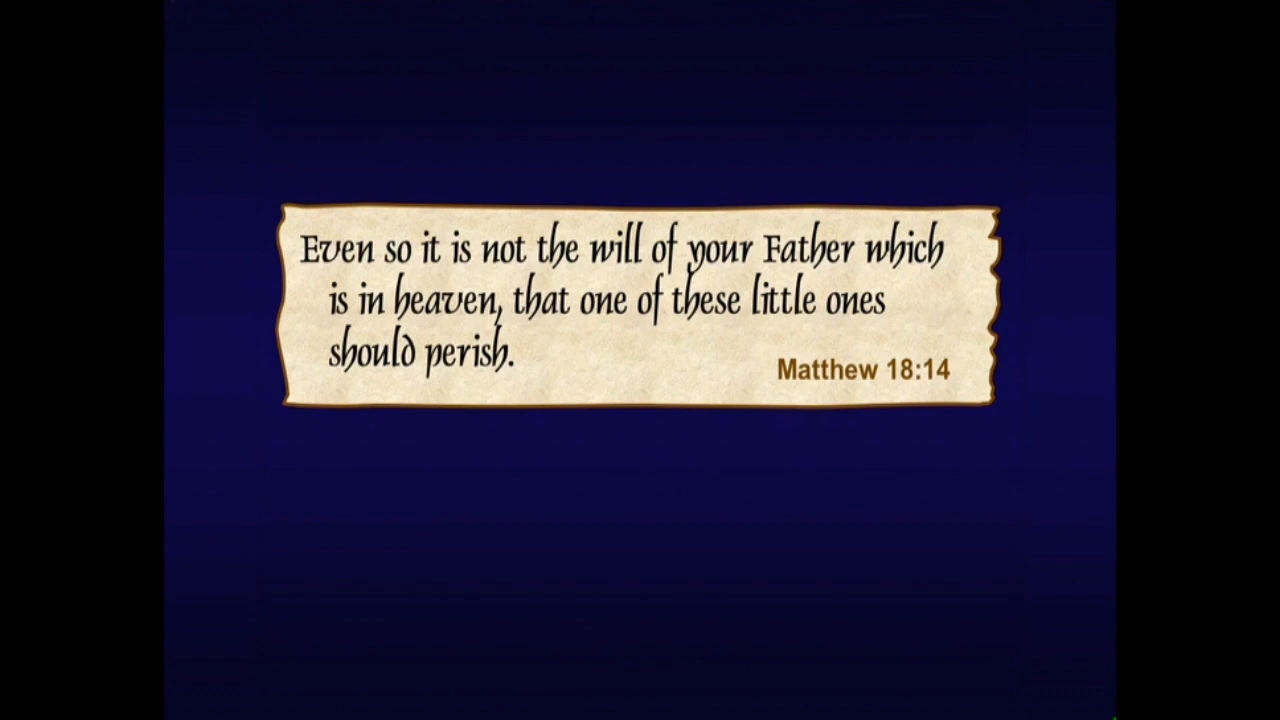 Even so it is not the will of your Father which
is in heaven, that one of these little ones
should perish.
Matthew 18:14